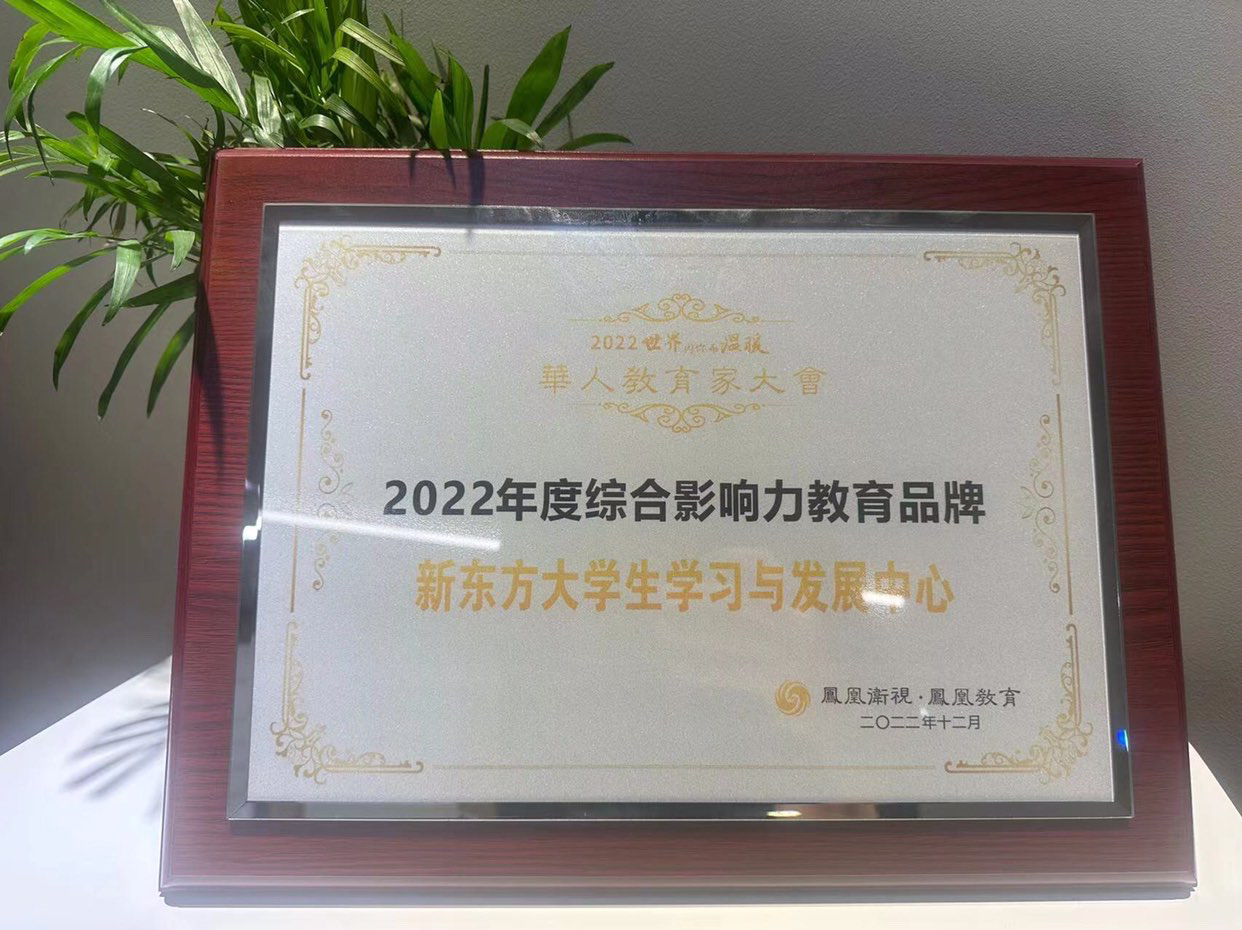 2022世界因你而温暖
華人教育家大會
2022年度综合影响力教育品牌
新东方大学生学习与发展中心
鳳凰衛視·鳳凰教育
二〇二二年十二月